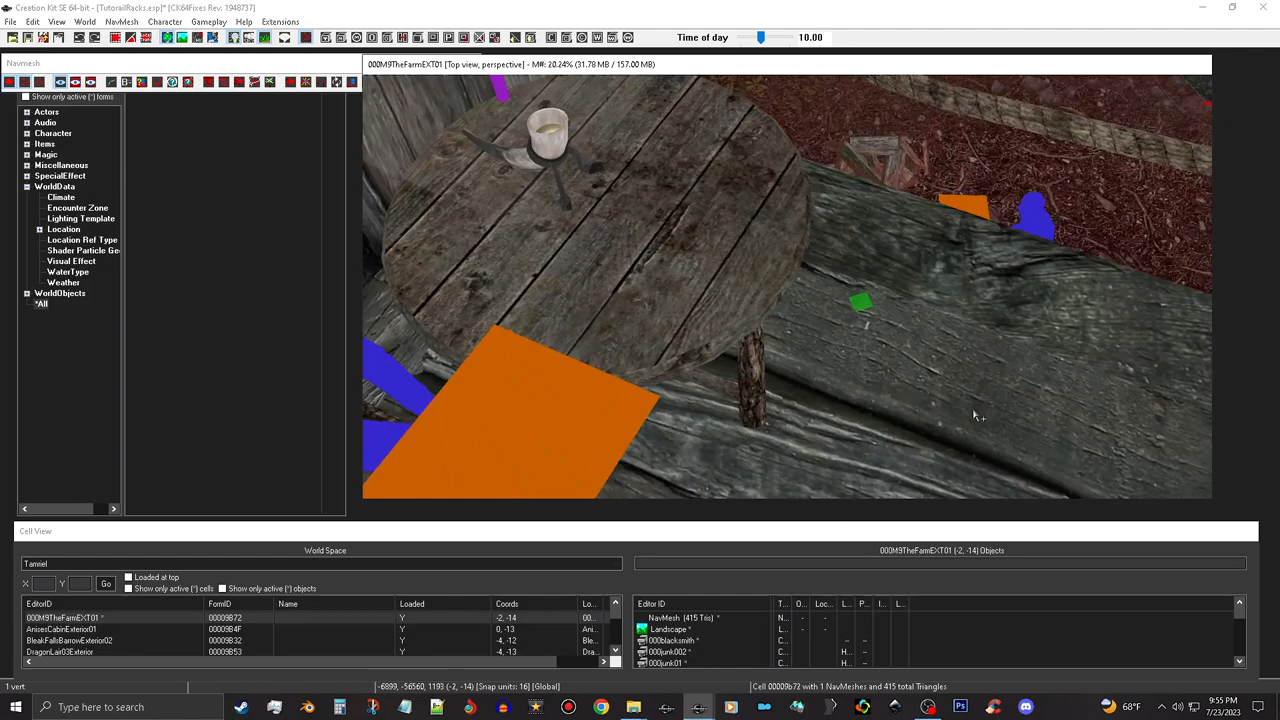 Creation Kit SE 64-bit - [TutorailRacks.esp]* [CK64Fixes Rev. 1948737]
File Edit View World NavMesh Character Gameplay Help Extensions
Time of day 10.00
Navmesh
000M9TheFarmEXT01 [Top view, perspective] - M#: 20.24% (31.78 MB / 157.00 MB)
Show only active (*) forms
Actors
Audio
Character
Items
Magic
Miscellaneous
SpecialEffect
WorldData
Climate
Encounter Zone
Lighting Template
Location
Location Ref Type
Shader Particle Ge
Visual Effect
WaterType
Weather
WorldObjects
*All
Cell View
World Space
000M9TheFarmEXT01 (-2, -14) Objects
Tamriel
X Y Go Loaded at top
Show only active (*) cells Show only active (*) objects
EditorID FormID Name Loaded Coords Lo...
000M9TheFarmEXT01 * 00009B72 Y -2, -14 00...
AnisesCabinExterior01 00009B4F Y 0, -13 Ani...
BleakFallsBarrowExterior02 00009B32 Y -4, -12 Ble...
DragonLair03Exterior 00009B53 Y -4, -13 Dra...
Editor ID T... O... Loc... L... P... I... L...
NavMesh (415 Tris) * N... - -
Landscape * L... - -
000blacksmith * C... -- --
000junk002 * C... H... --
000junk01 * C... H... --
1 vert
-6899, -56560, 1193 (-2, -14) [Snap units: 16] [Global]
Cell 00009b72 with 1 NavMeshes and 415 total Triangles
Type here to search
68°F
9:55 PM
7/23/2023